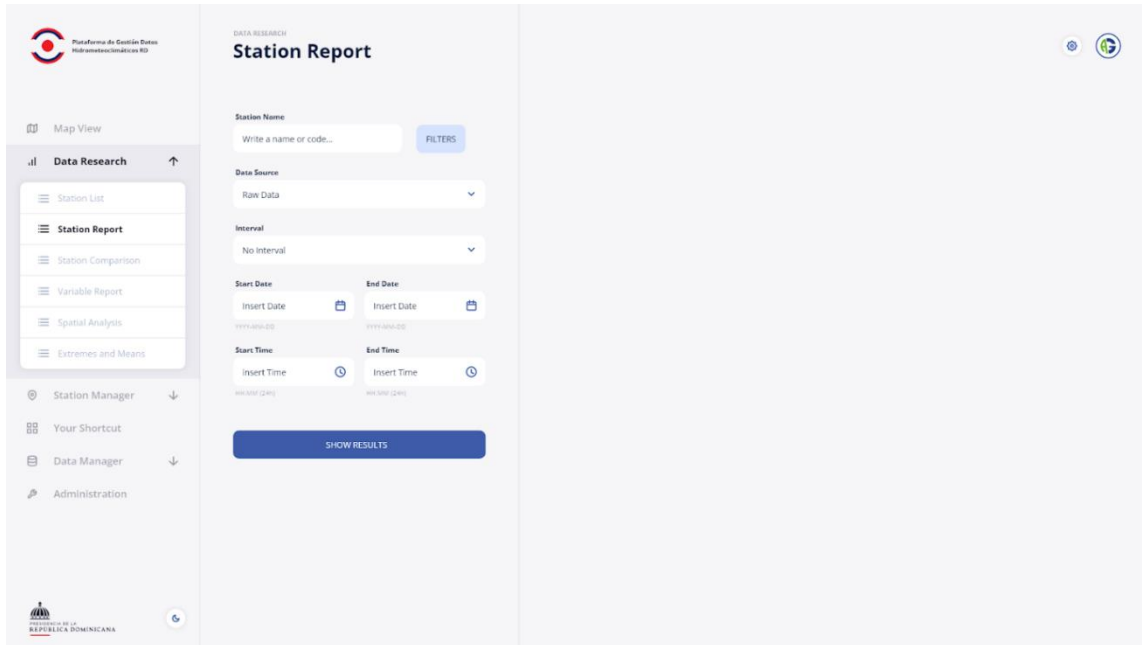 Plataforma de Gestión Datos
Hidrometeoclimáticos RD
Map View
Data Research
Station List
Station Report
Station Comparison
Variable Report
Spatial Analysis
Extremes and Means
Station Manager
Your Shortcut
Data Manager
Administration
PRESIDENCIA DE LA
REPÚBLICA DOMINICANA
DATA RESEARCH
Station Report
Station Name
Write a name or code...
FILTERS
Data Source
Raw Data
Interval
No Interval
Start Date End Date
Insert Date Insert Date
YYYY-MM-DD YYYY-MM-DD
Start Time End Time
Insert Time Insert Time
HH:MM (24H) HH:MM (24H)
SHOW RESULTS